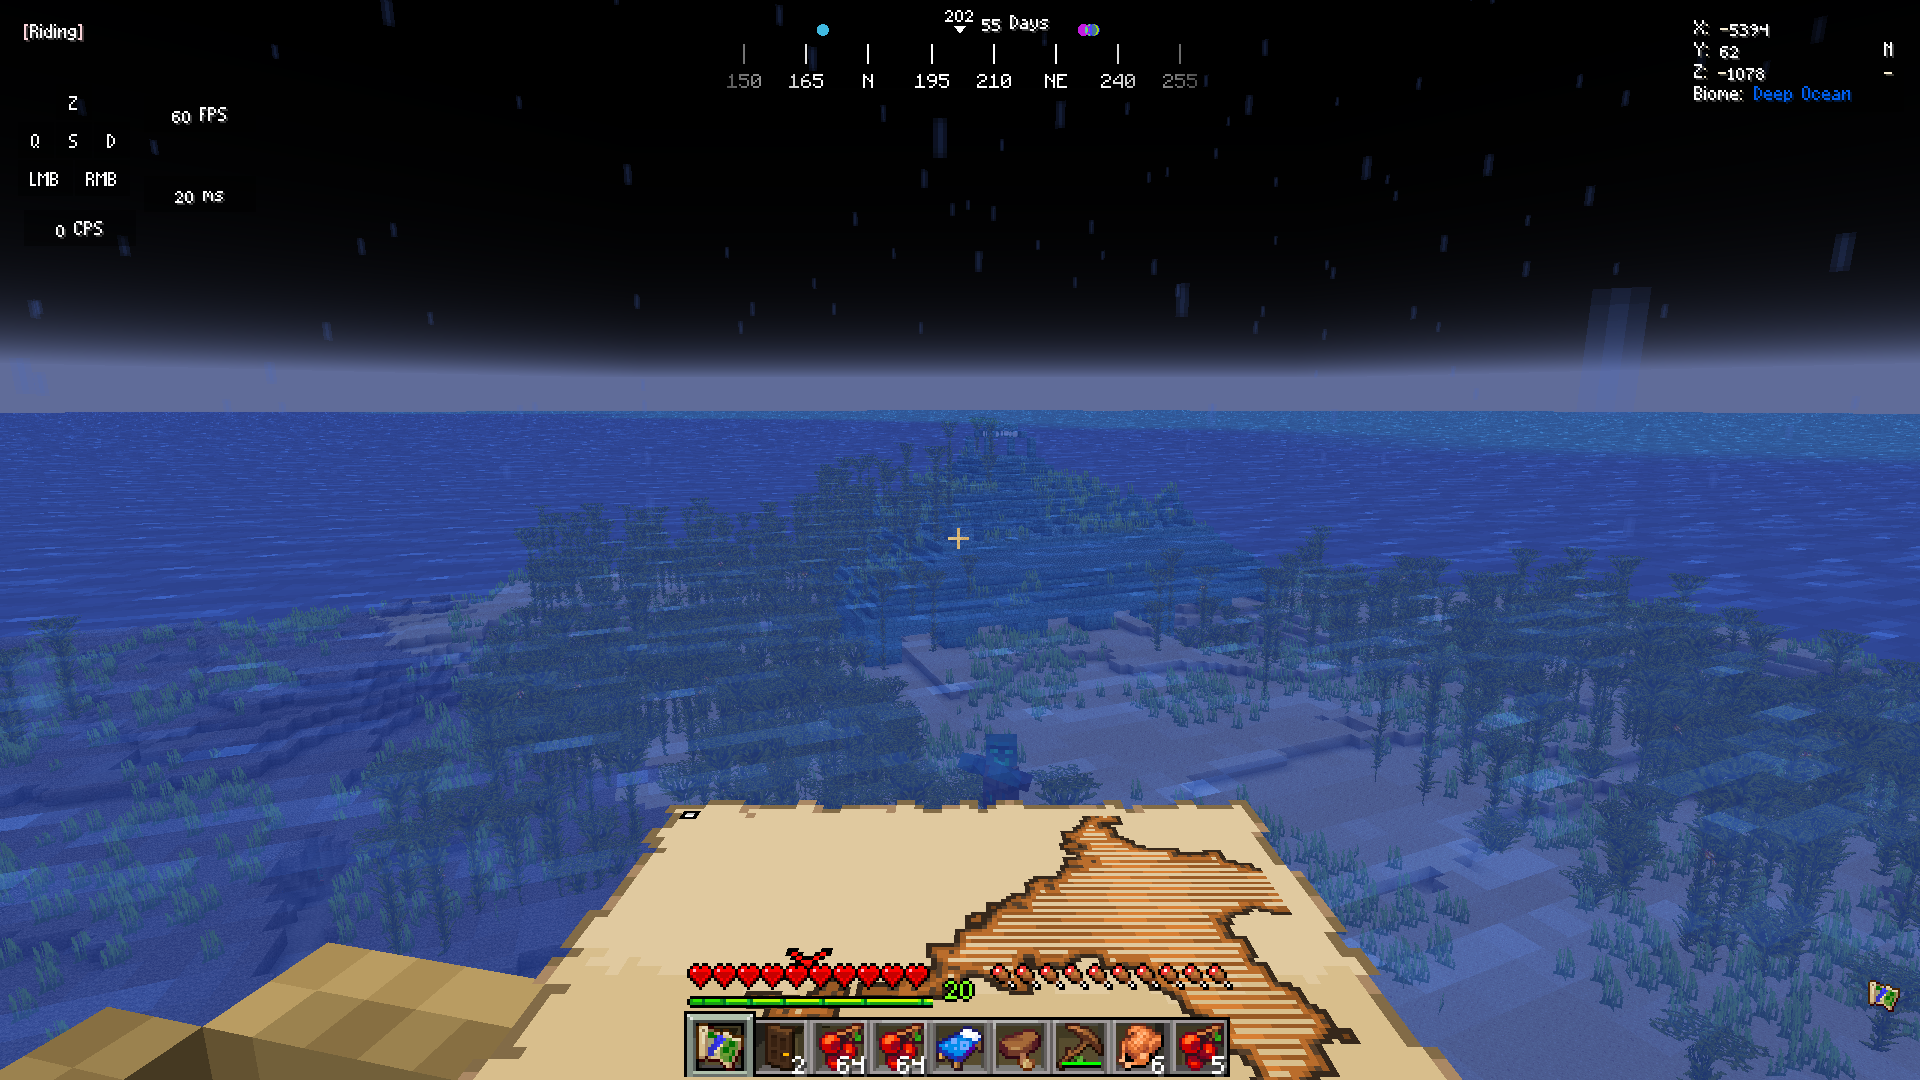 [Riding]
202 55 Days
150 165 N 195 210 NE 240 255
X: -5394
Y: 62 N
Z: -1078 -
Biome: Deep Ocean
Z
60 FPS
Q S D
LMB RMB
20 ms
0 CPS
20
2 64 64 6 5